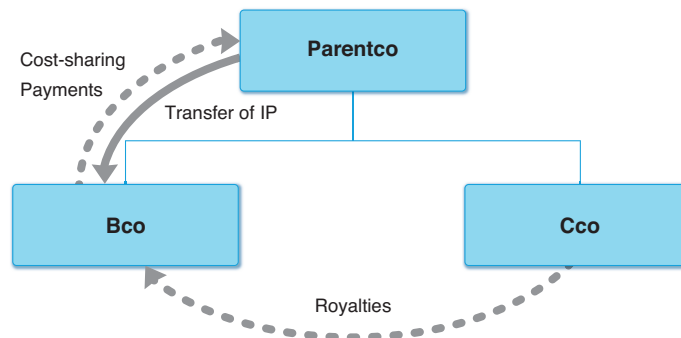 Parentco
Cost-sharing
Payments
Transfer of IP
Bco
Cco
Royalties